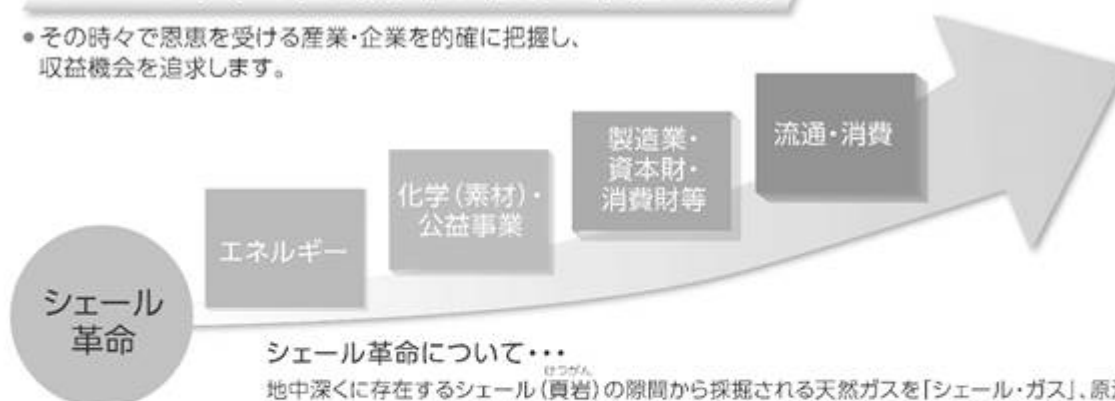 ●その時々で恩恵を受ける産業・企業を的確に把握し、
収益機会を追求します。
流通・消費
製造業・
資本財・
消費財等
化学(素材)・
公益事業
エネルギー
シェール
革命
シェール革命について・・・
けつがん
地中深くに存在するシェール(頁岩)の隙間から採掘される天然ガスを「シェール・ガス」、原